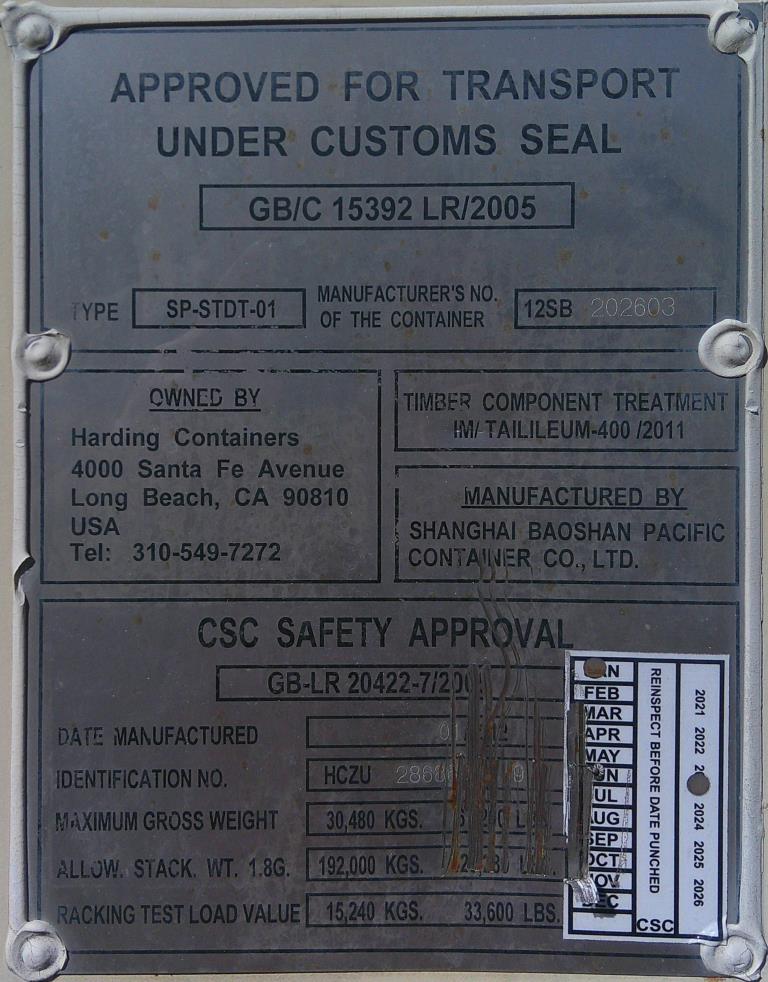 APPROVED FOR TRANSPORT
UNDER CUSTOMS SEAL
GB/C 15392 LR/2005
TYPE SP-STDT-01 MANUFACTURER'S NO. OF THE CONTAINER 12SB 202603
OWNED BY
Harding Containers
4000 Santa Fe Avenue
Long Beach, CA 90810
USA
Tel: 310-549-7272
TIMBER COMPONENT TREATMENT
IM/ TAILILEUM-400 /2011
MANUFACTURED BY
SHANGHAI BAOSHAN PACIFIC
CONTAINER CO., LTD.
CSC SAFETY APPROVAL
GB-LR
DATE MANUFACTURED
IDENTIFICATION NO. HCZU
MAXIMUM GROSS WEIGHT 30,480 KGS.
ALLOW. STACK. WT. 1.8G. 192,000 KGS.
RACKING TEST LOAD VALUE 15,240 KGS. 33,600 LBS.
FEB
MAR
APR
MAY
REINSPECT BEFORE DATE PUNCHED
CSC
2021 2022 2024 2025 2026